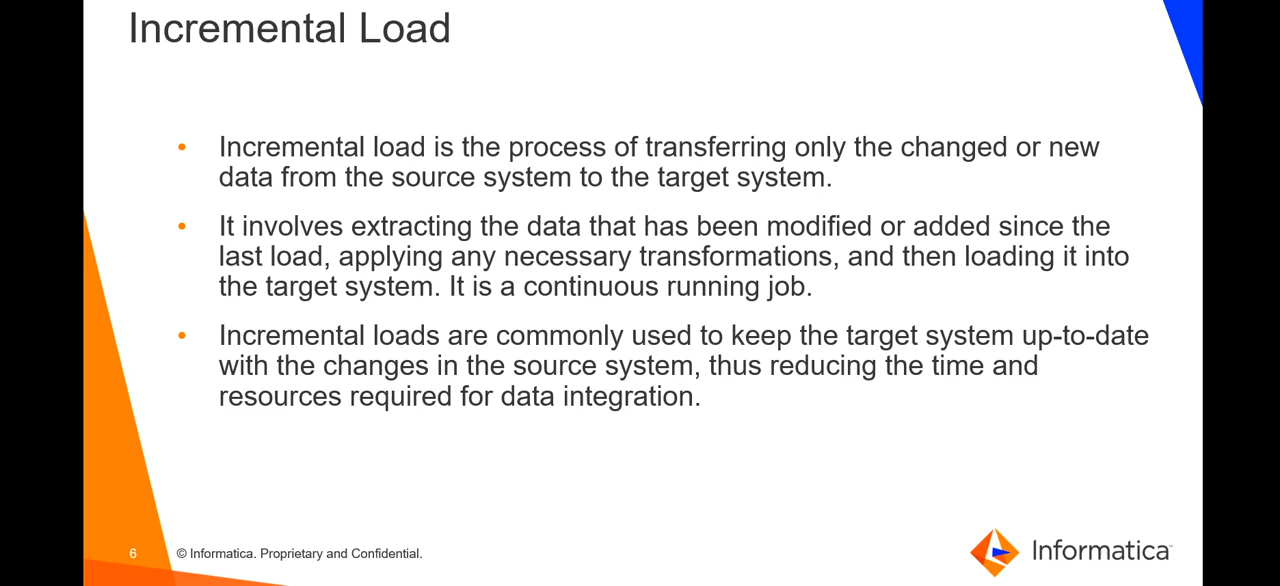 Incremental Load
• Incremental load is the process of transferring only the changed or new
data from the source system to the target system.
• It involves extracting the data that has been modified or added since the
last load, applying any necessary transformations, and then loading it into
the target system. It is a continuous running job.
• Incremental loads are commonly used to keep the target system up-to-date
with the changes in the source system, thus reducing the time and
resources required for data integration.
6 © Informatica. Proprietary and Confidential.
Informatica™